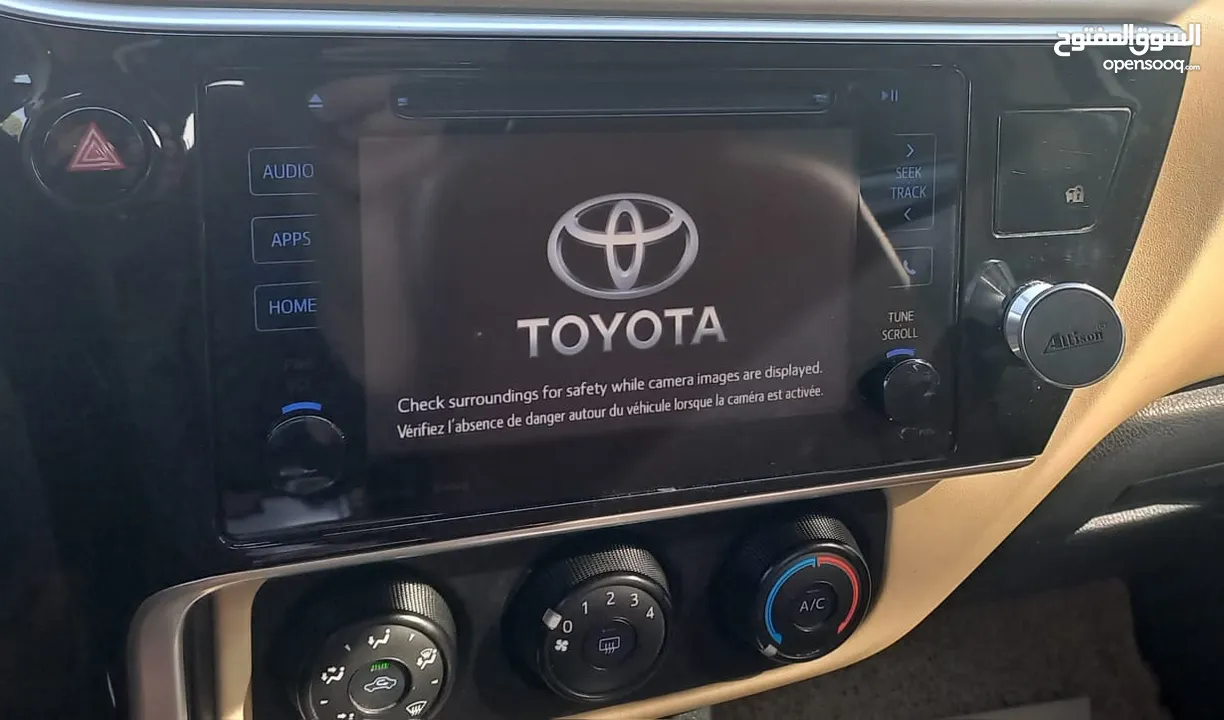 السوق المفتوح
opensooq.com
AUDIO
APPS
HOME
SEEK
TRACK
TUNE
SCROLL
TOYOTA
Check surroundings for safety while camera images are displayed.
Vérifiez l'absence de danger autour du véhicule lorsque la caméra est activée.
Allison
0 1 2 3 4
A/C